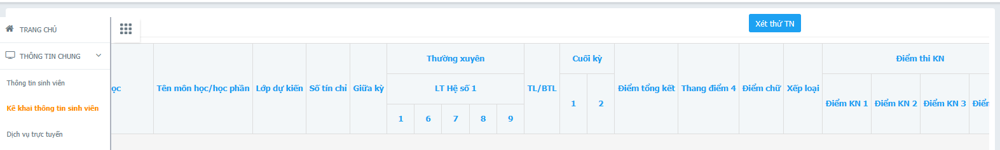 Xét thử TN
TRANG CHỦ
THÔNG TIN CHUNG
Thông tin sinh viên
Kê khai thông tin sinh viên
Dịch vụ trực tuyến
ọc
Tên môn học/học phần
Lớp dự kiến
Số tín chỉ
Giữa kỳ
Thường xuyên
LT Hệ số 1
1 6 7 8 9
TL/BTL
Cuối kỳ
1 2
Điểm tổng kết
Thang điểm 4
Điểm chữ
Xếp loại
Điểm thi KN
Điểm KN 1 Điểm KN 2 Điểm KN 3 Điểm